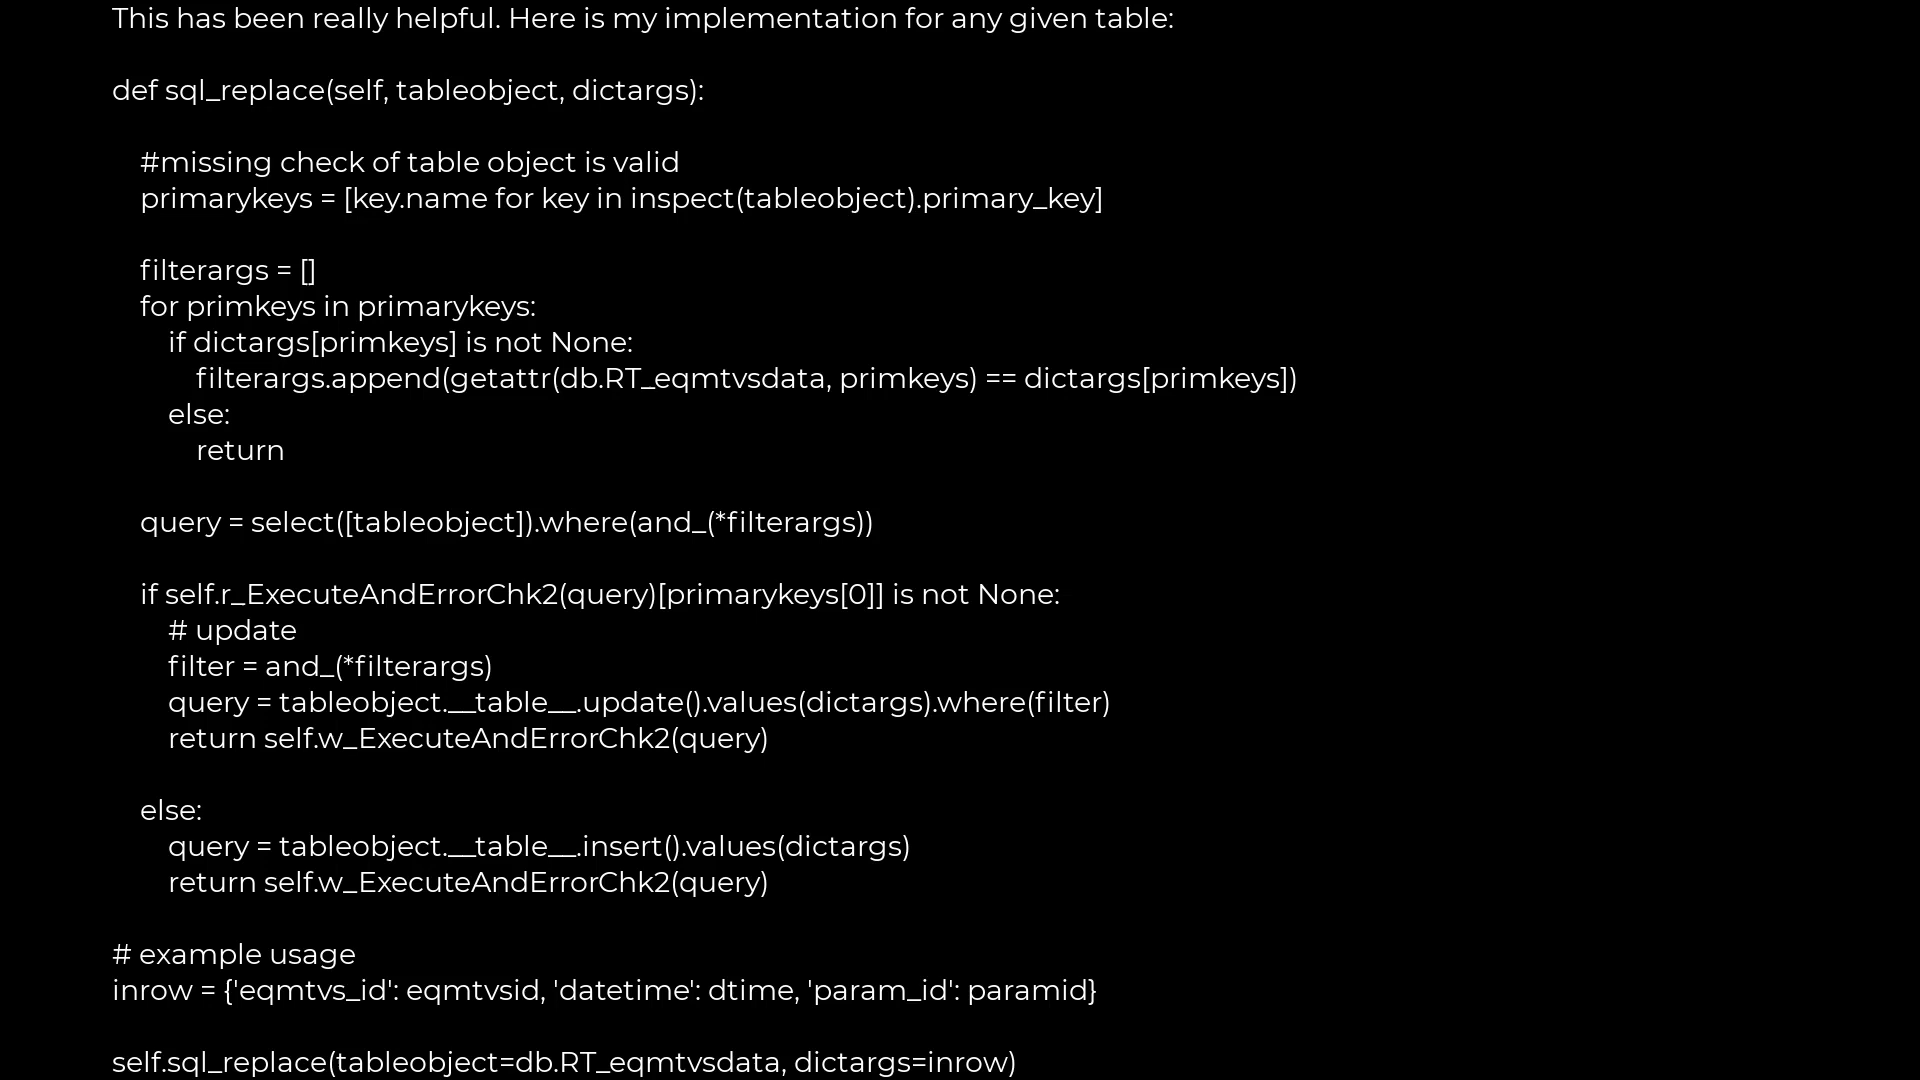 This has been really helpful. Here is my implementation for any given table:
def sql_replace(self, tableobject, dictargs):
#missing check of table object is valid
primarykeys = [key.name for key in inspect(tableobject).primary_key]
filterargs = []
for primkeys in primarykeys:
if dictargs[primkeys] is not None:
filterargs.append(getattr(db.RT_eqmtvsdata, primkeys) == dictargs[primkeys])
else:
return
query = select([tableobject]).where(and_(*filterargs))
if self.r_ExecuteAndErrorChk2(query)[primarykeys[0]] is not None:
# update
filter = and_(*filterargs)
query = tableobject.__table__.update().values(dictargs).where(filter)
return self.w_ExecuteAndErrorChk2(query)
else:
query = tableobject.__table__.insert().values(dictargs)
return self.w_ExecuteAndErrorChk2(query)
# example usage
inrow = {'eqmtvs_id': eqmtvsid, 'datetime': dtime, 'param_id': paramid}
self.sql_replace(tableobject=db.RT_eqmtvsdata, dictargs=inrow)